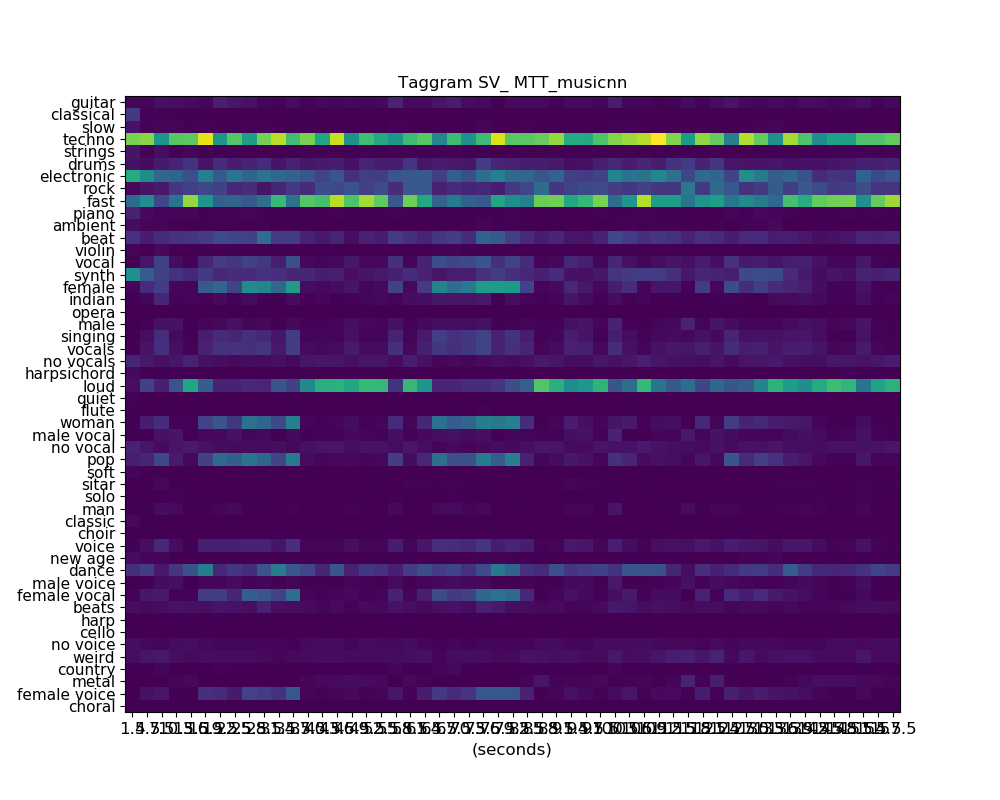 Taggram SV_ MTT_musicnn
guitar
classical
slow
techno
strings
drums
electronic
rock
fast
piano
ambient
beat
violin
vocal
synth
female
indian
opera
male
singing
vocals
no vocals
harpsichord
loud
quiet
flute
woman
male vocal
no vocal
pop
soft
sitar
solo
man
classic
choir
voice
new age
dance
male voice
female vocal
beats
harp
cello
no voice
weird
country
metal
female voice
choral
(seconds)